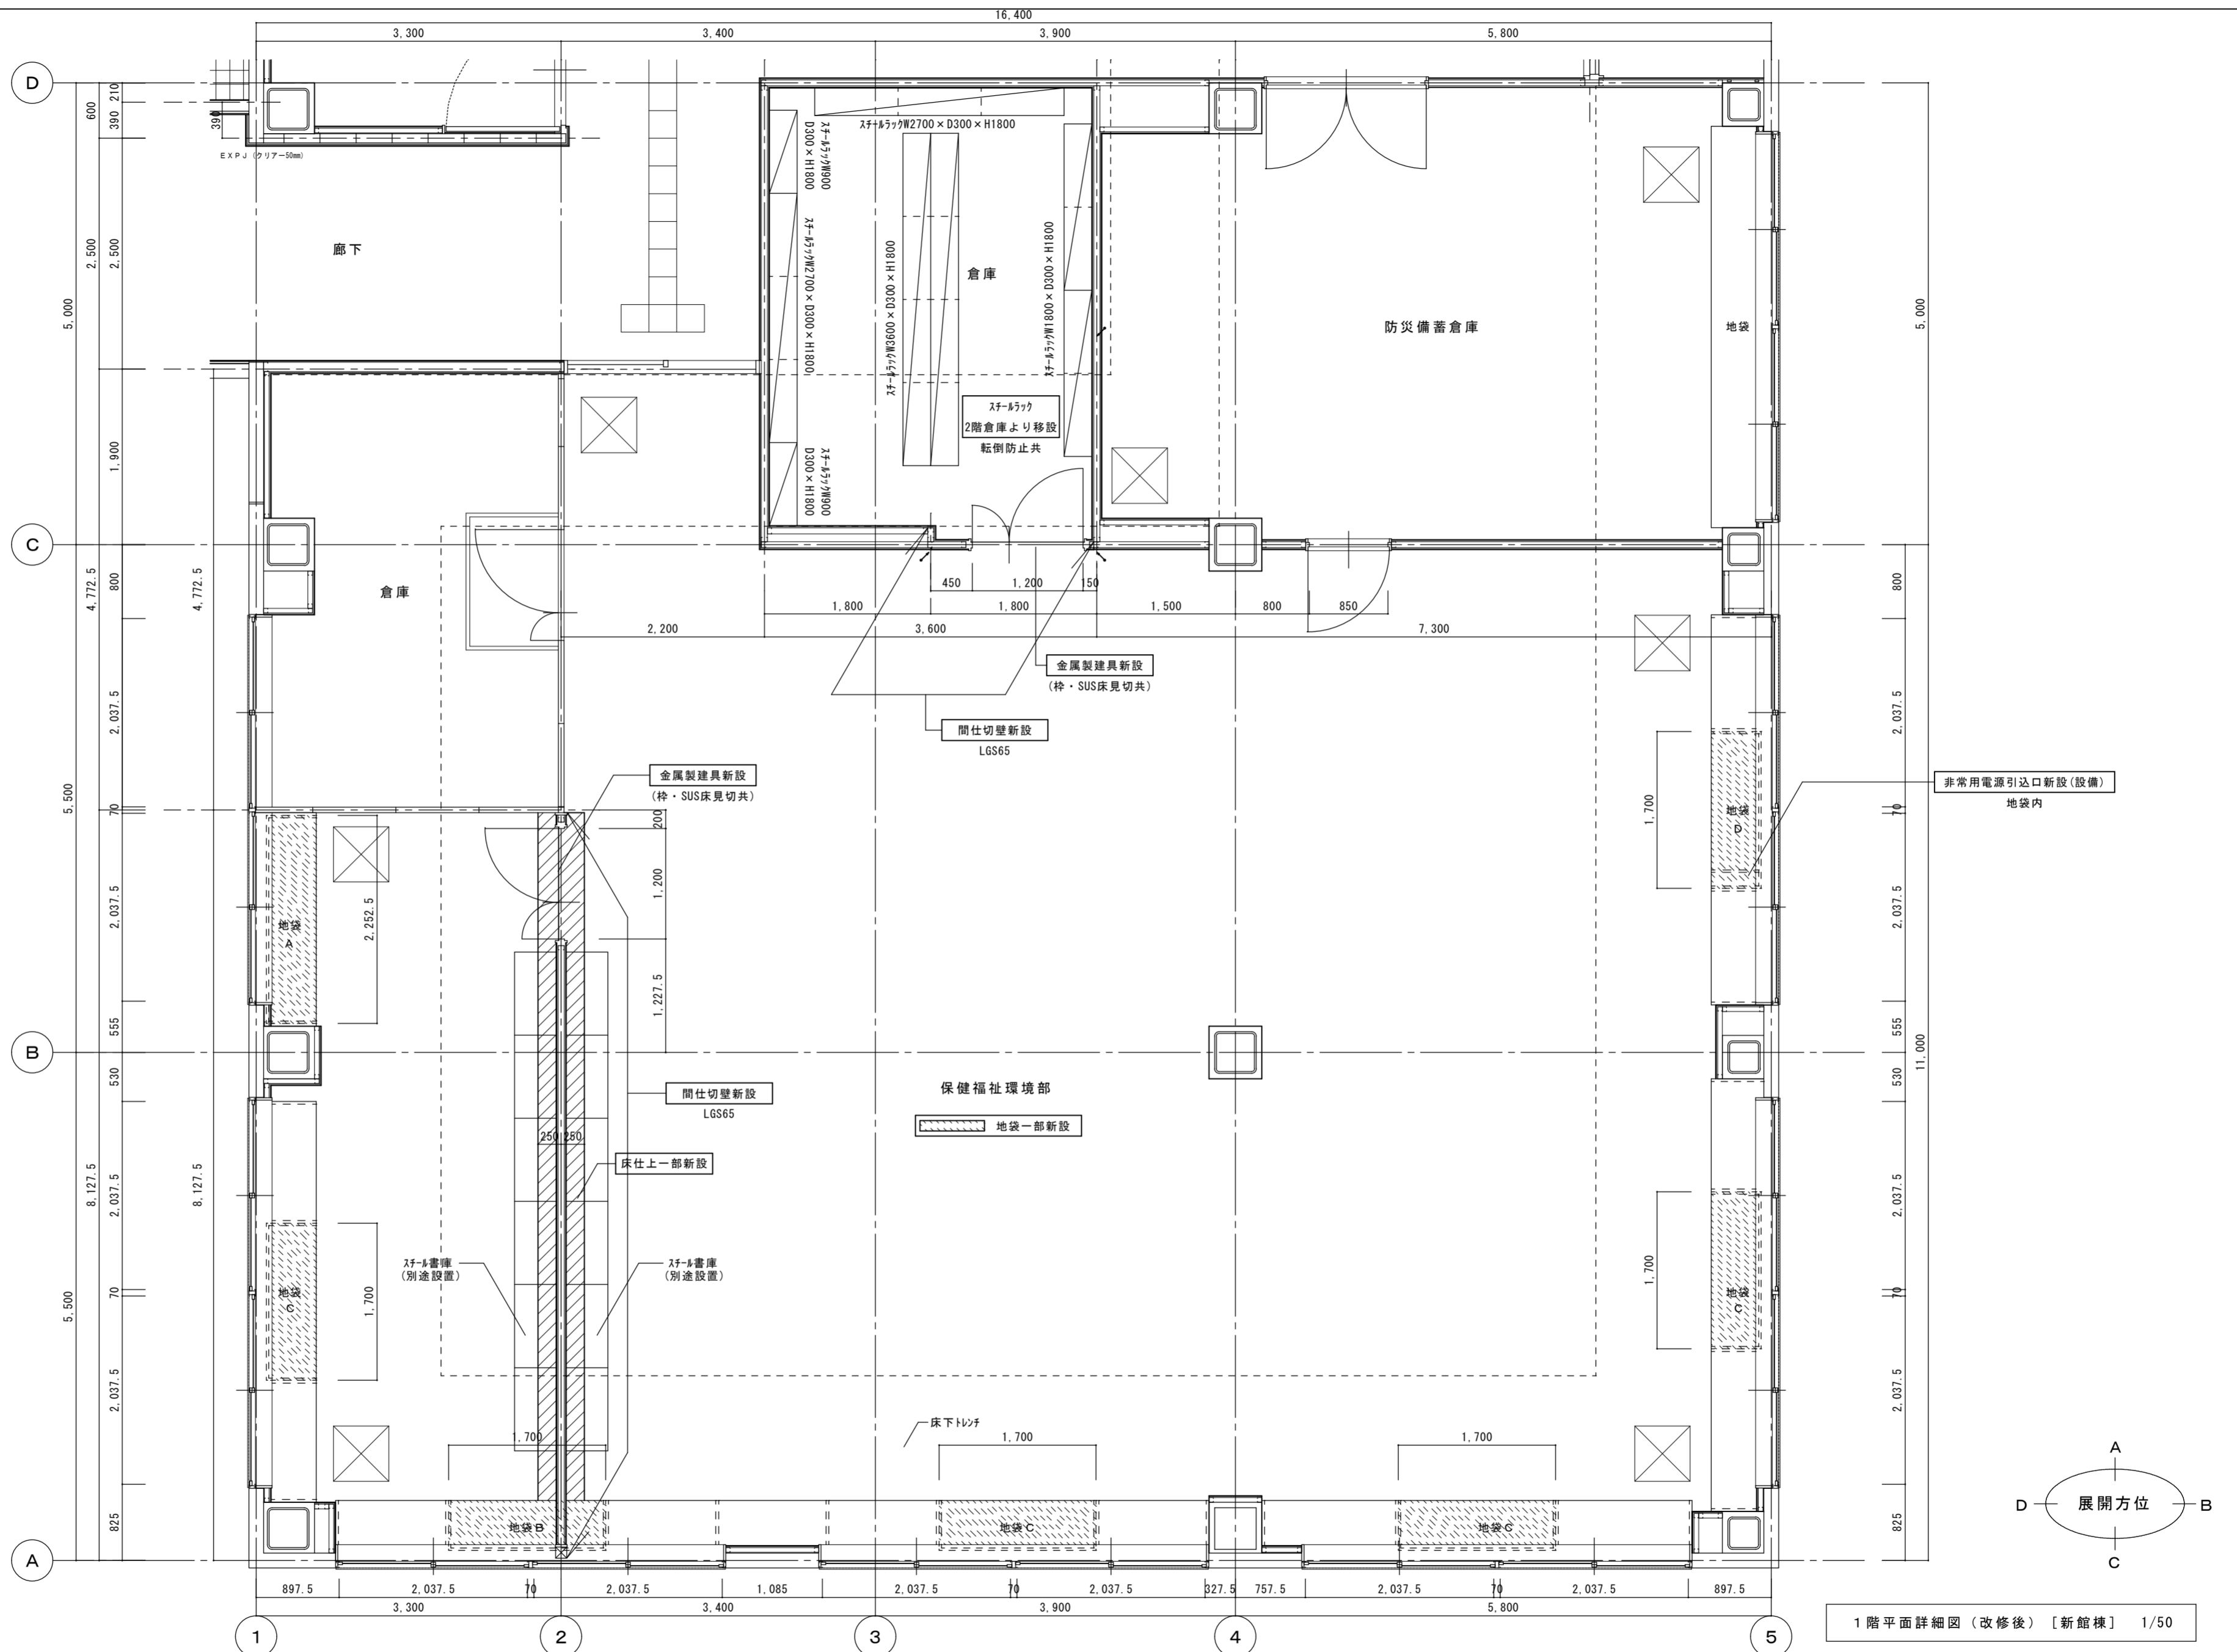 16,400
3,300
3,400
3,900
5,800
D
600
210
390
390
EXPJ (クリアー50mm)
スチールラックW2700×D300×H1800
スチールラックW900
D300×H1800
スチールラックW2700×D300×H1800
スチールラックW3600×D300×H1800
スチールラックW1800×D300×H1800
廊下
倉庫
防災備蓄倉庫
地袋
5,000
2,500
2,500
5,000
スチールラック
2階倉庫より移設
転倒防止共
スチールラックW900
D300×H1800
1,900
C
倉庫
4,772.5
800
4,772.5
450
1,200
150
1,800
1,800
1,500
800
850
2,200
3,600
7,300
800
金属製建具新設
(枠・SUS床見切共)
間仕切壁新設
LGS65
2,037.5
2,037.5
金属製建具新設
(枠・SUS床見切共)
非常用電源引込口新設(設備)
地袋内
5,500
70
200
1,700
地袋
D
70
地袋
A
2,252.5
2,037.5
1,200
2,037.5
1,227.5
555
555
B
11,000
530
530
保健福祉環境部
間仕切壁新設
LGS65
地袋一部新設
250
250
床仕上一部新設
8,127.5
2,037.5
8,127.5
2,037.5
スチール書庫
(別途設置)
スチール書庫
(別途設置)
5,500
70
地袋
C
1,700
1,700
地袋
C
70
2,037.5
2,037.5
床下トレンチ
1,700
1,700
1,700
825
地袋B
地袋C
地袋C
825
A
A
D
展開方位
B
C
897.5
2,037.5
70
2,037.5
1,085
2,037.5
70
2,037.5
327.5
757.5
2,037.5
70
2,037.5
897.5
3,300
3,400
3,900
5,800
1
2
3
4
5
1階平面詳細図(改修後) [新館棟] 1/50